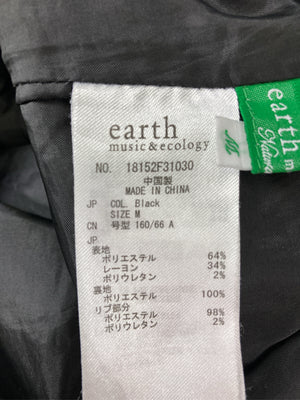 earth
music&ecology
NO. 18152F31030
中国製
MADE IN CHINA
JP COL. Black
SIZE M
CN 号型 160/66 A
JP
表地
ポリエステル 64%
レーヨン 34%
ポリウレタン 2%
裏地
ポリエステル 100%
リブ部分
ポリエステル 98%
ポリウレタン 2%
M
earth
m
Natura